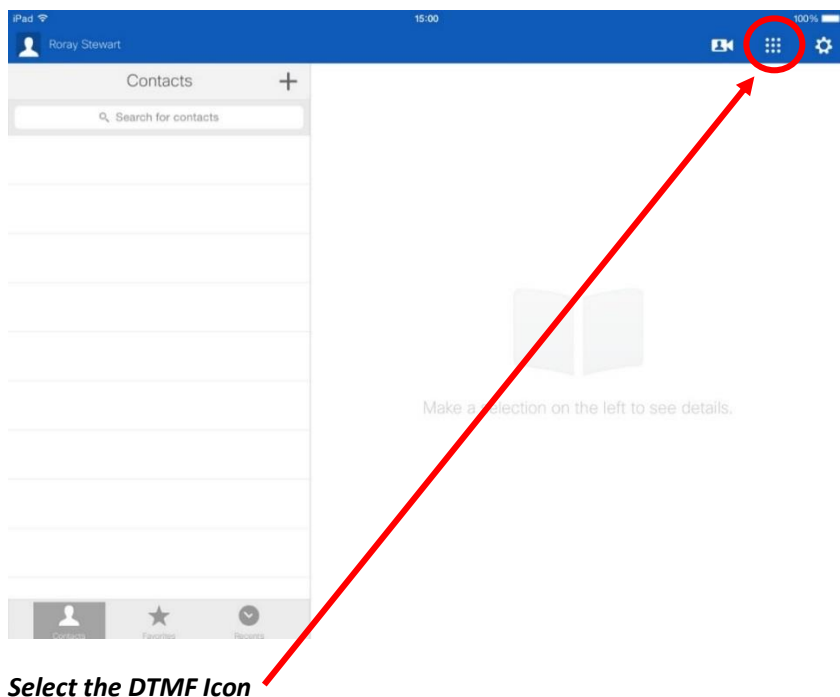 iPad 15:00 100%
Roray Stewart
Contacts
Search for contacts
Make a selection on the left to see details.
Contacts Favorites Recents
Select the DTMF Icon